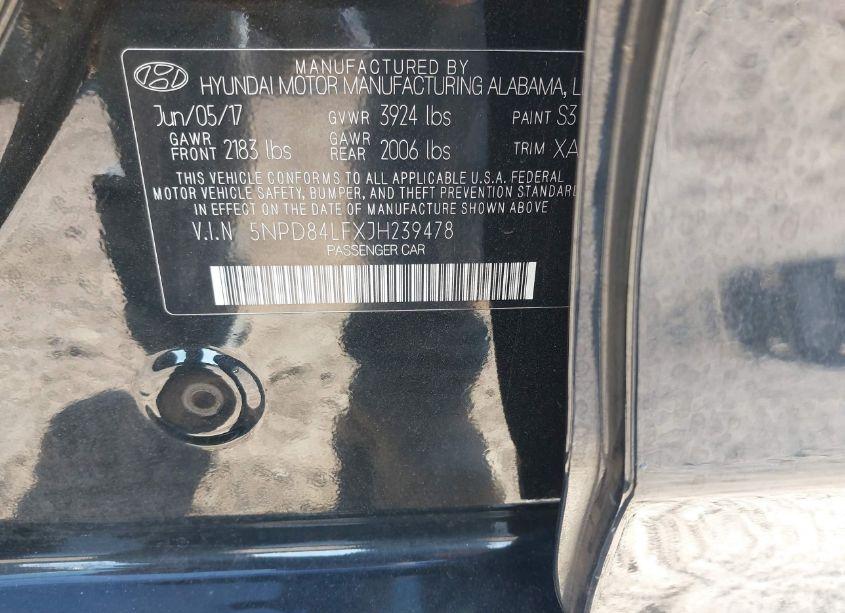 MANUFACTURED BY
HYUNDAI MOTOR MANUFACTURING ALABAMA, L
Jun/05/17 GVWR 3924 lbs PAINT S3
GAWR FRONT 2183 lbs GAWR REAR 2006 lbs TRIM XA
THIS VEHICLE CONFORMS TO ALL APPLICABLE U.S.A. FEDERAL
MOTOR VEHICLE SAFETY, BUMPER, AND THEFT PREVENTION STANDARD
IN EFFECT ON THE DATE OF MANUFACTURE SHOWN ABOVE.
V.I.N 5NPD84LFXJH239478
PASSENGER CAR